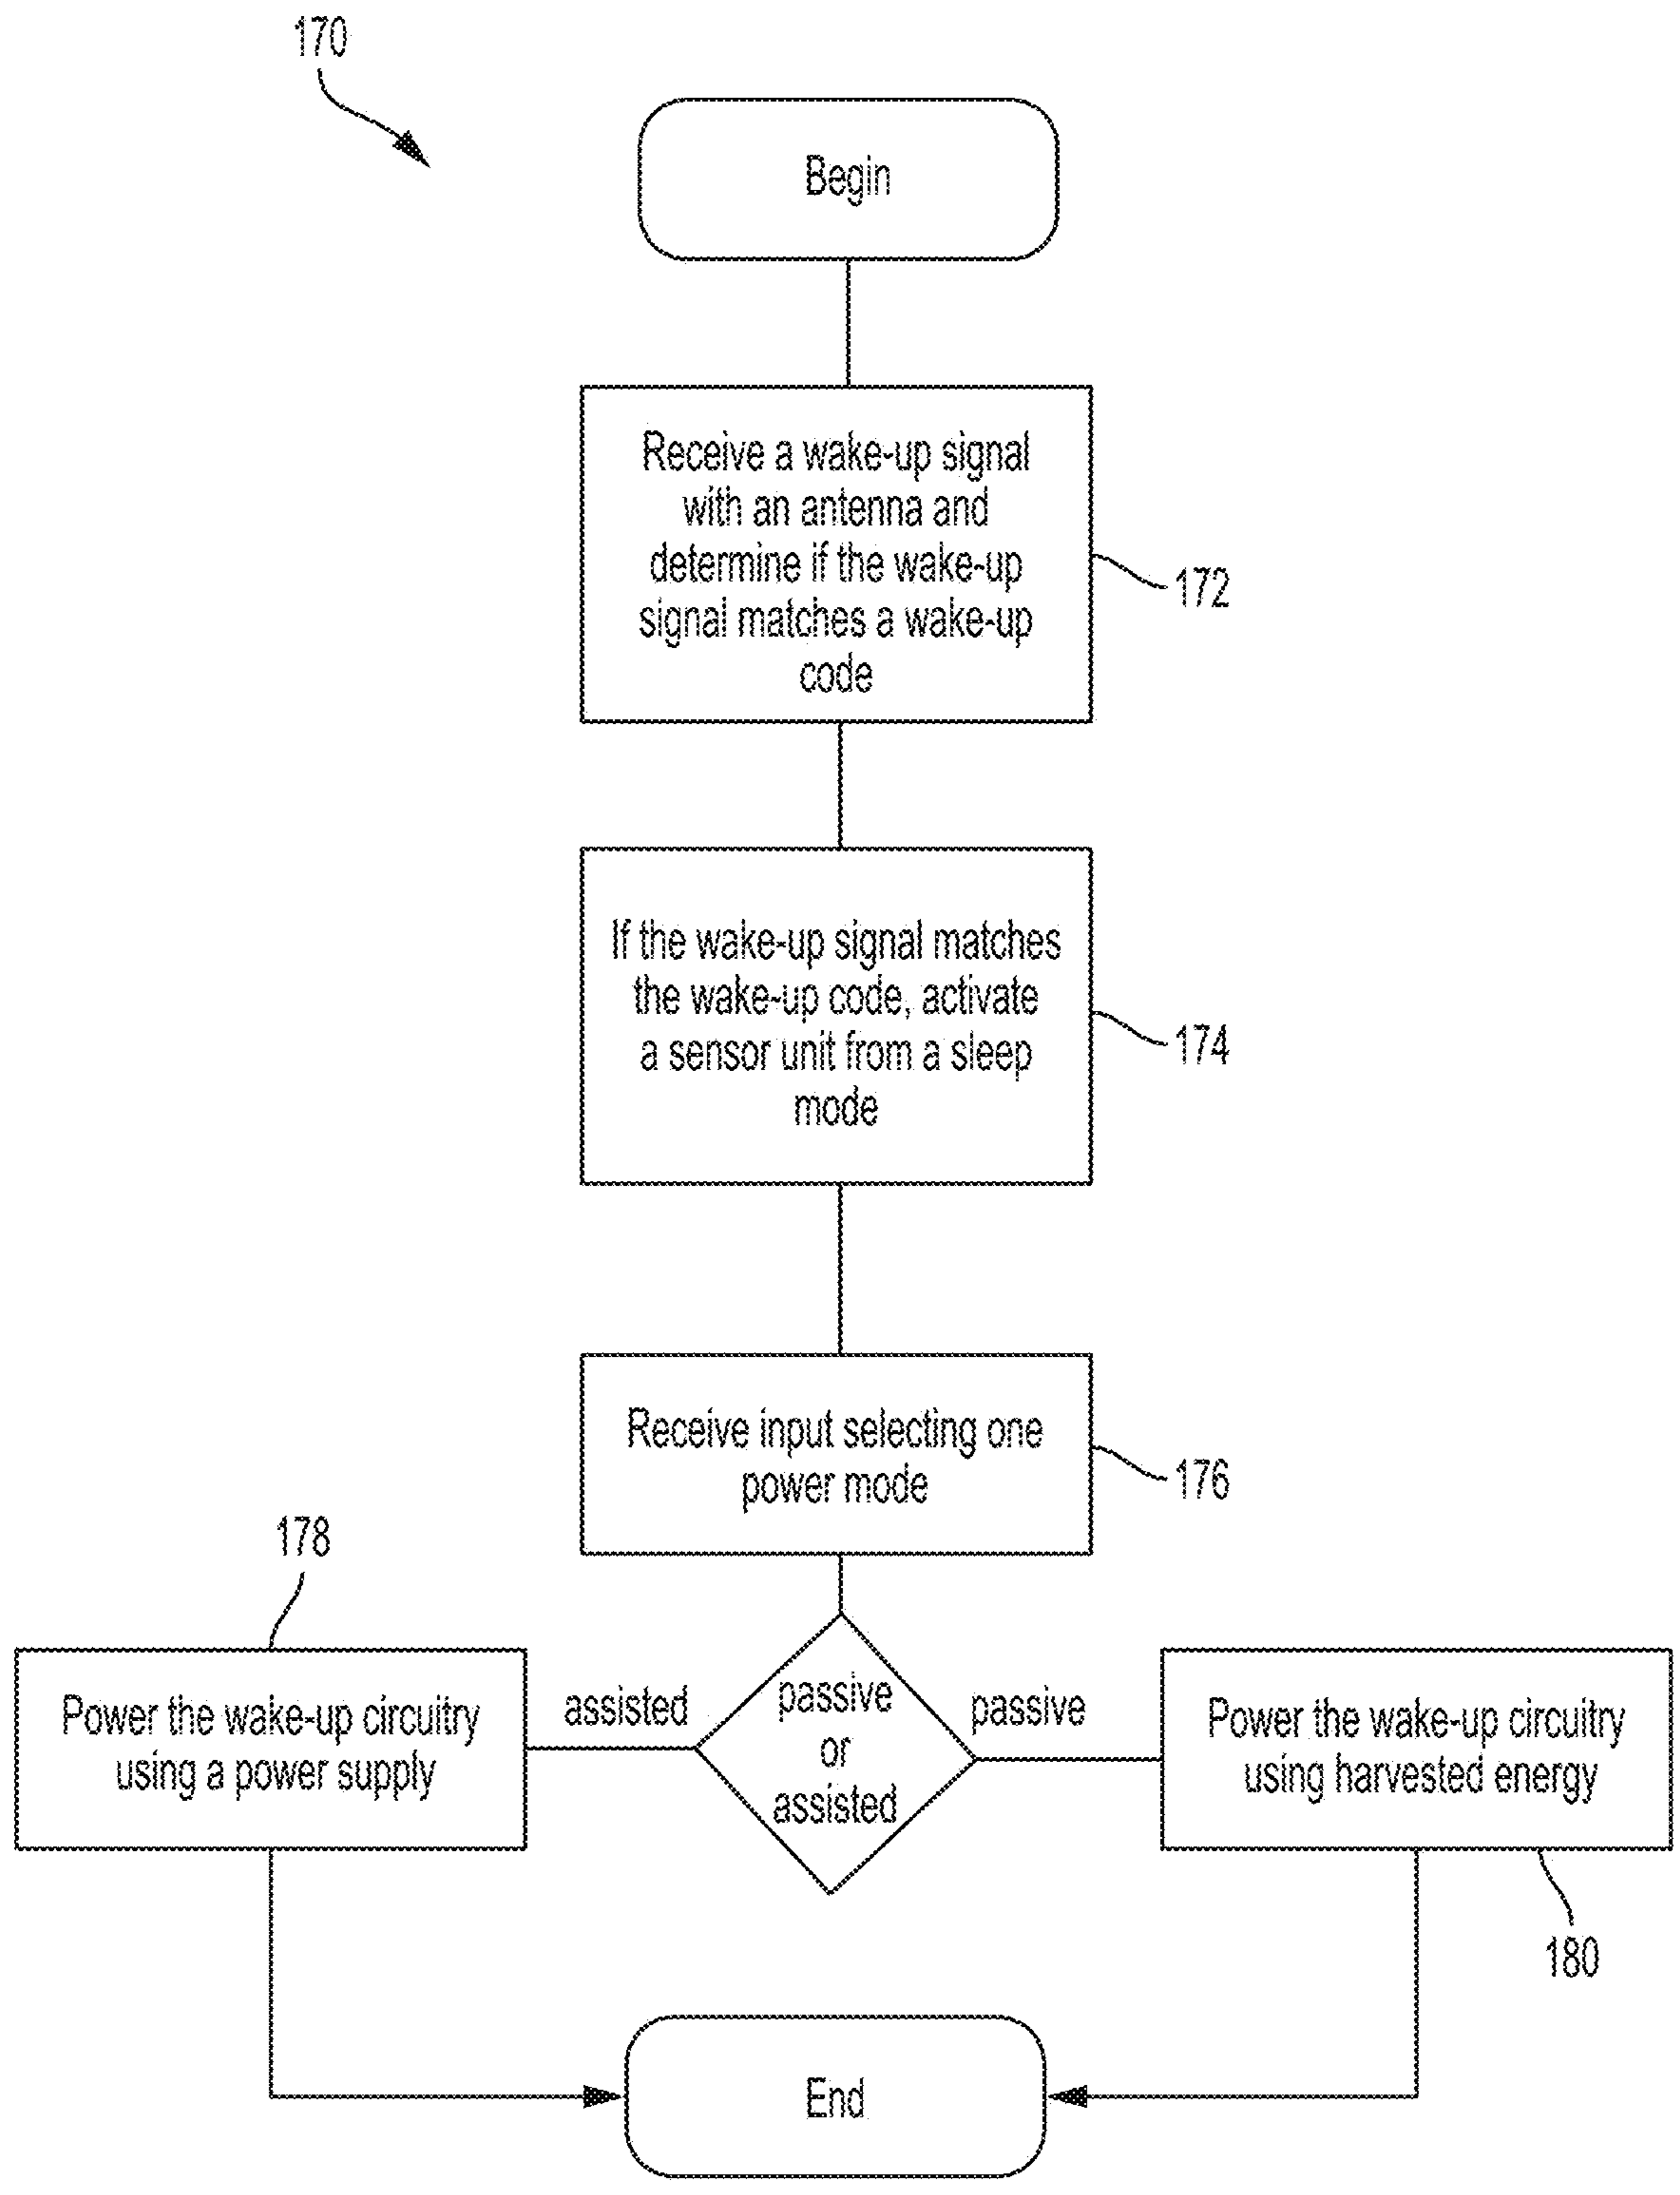 170
Begin
Receive a wake-up signal
with an antenna and
determine if the wake-up
signal matches a wake-up
code
172
If the wake-up signal matches
the wake-up code, activate
a sensor unit from a sleep
mode
174
Receive input selecting one
power mode
176
178
Power the wake-up circuitry
using a power supply
assisted
passive
or
assisted
passive
Power the wake-up circuitry
using harvested energy
180
End